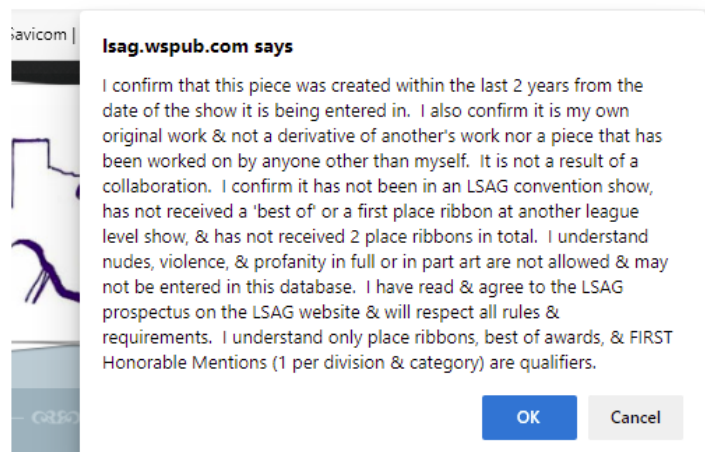 Savicom |
lsag.wspub.com says
I confirm that this piece was created within the last 2 years from the
date of the show it is being entered in.  I also confirm it is my own
original work & not a derivative of another's work nor a piece that has
been worked on by anyone other than myself.  It is not a result of a
collaboration.  I confirm it has not been in an LSAG convention show,
has not received a 'best of' or a first place ribbon at another league
level show, & has not received 2 place ribbons in total.  I understand
nudes, violence, & profanity in full or in part art are not allowed & may
not be entered in this database.  I have read & agree to the LSAG
prospectus on the LSAG website & will respect all rules &
requirements.  I understand only place ribbons, best of awards, & FIRST
Honorable Mentions (1 per division & category) are qualifiers.
OK
Cancel